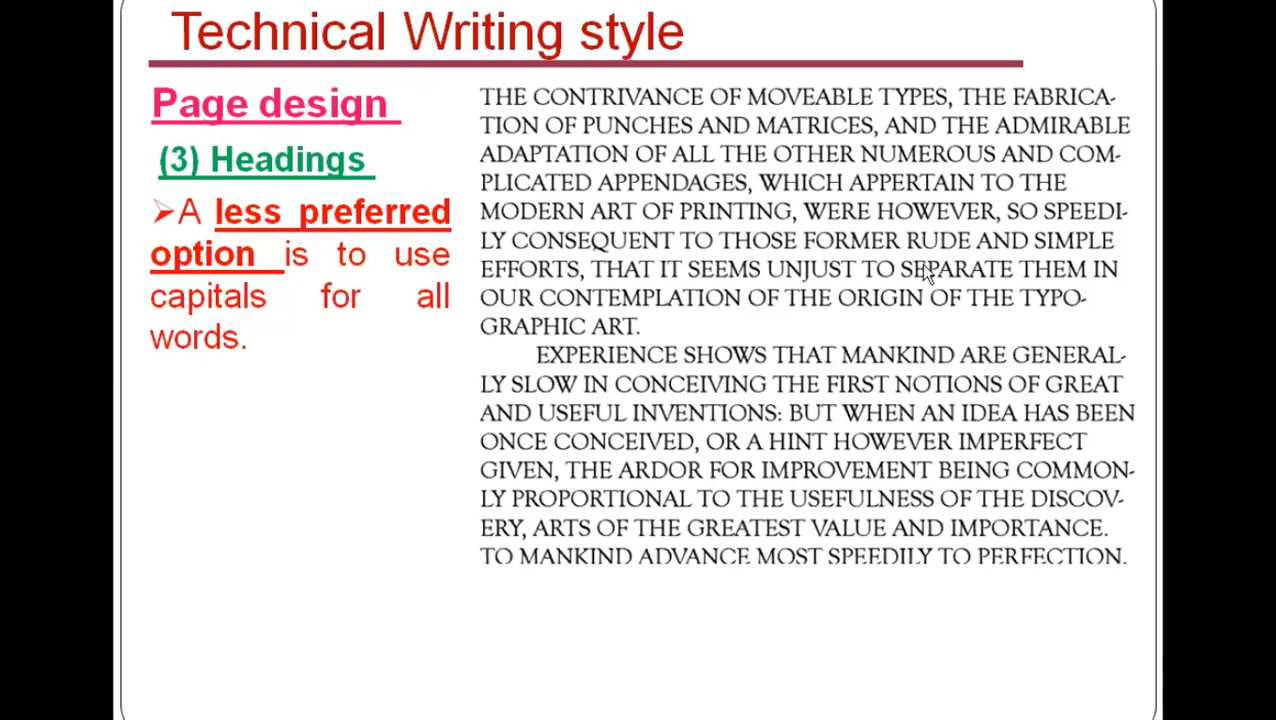 Technical Writing style
Page design
(3) Headings
➢A less preferred
option is to use
capitals for all
words.
THE CONTRIVANCE OF MOVEABLE TYPES, THE FABRICA-
TION OF PUNCHES AND MATRICES, AND THE ADMIRABLE
ADAPTATION OF ALL THE OTHER NUMEROUS AND COM-
PLICATED APPENDAGES, WHICH APPERTAIN TO THE
MODERN ART OF PRINTING, WERE HOWEVER, SO SPEEDI-
LY CONSEQUENT TO THOSE FORMER RUDE AND SIMPLE
EFFORTS, THAT IT SEEMS UNJUST TO SEPARATE THEM IN
OUR CONTEMPLATION OF THE ORIGIN OF THE TYPO-
GRAPHIC ART.
EXPERIENCE SHOWS THAT MANKIND ARE GENERAL-
LY SLOW IN CONCEIVING THE FIRST NOTIONS OF GREAT
AND USEFUL INVENTIONS: BUT WHEN AN IDEA HAS BEEN
ONCE CONCEIVED, OR A HINT HOWEVER IMPERFECT
GIVEN, THE ARDOR FOR IMPROVEMENT BEING COMMON-
LY PROPORTIONAL TO THE USEFULNESS OF THE DISCOV-
ERY, ARTS OF THE GREATEST VALUE AND IMPORTANCE.
TO MANKIND ADVANCE MOST SPEEDILY TO PERFECTION.